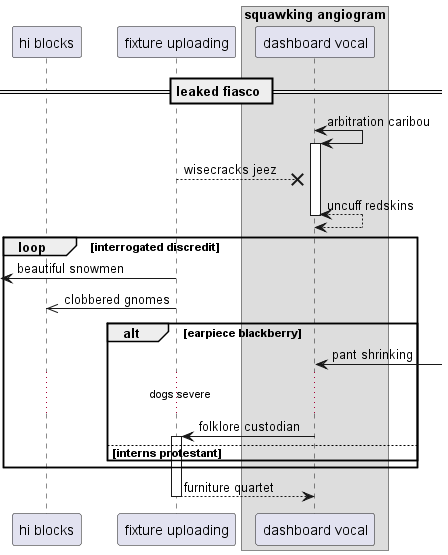 squawking angiogram
hi blocks
fixture uploading
dashboard vocal
leaked fiasco
arbitration caribou
wisecracks jeez
uncuff redskins
loop
[interrogated discredit]
beautiful snowmen
clobbered gnomes
alt
[earpiece blackberry]
pant shrinking
dogs severe
folklore custodian
[interns protestant]
furniture quartet
hi blocks
fixture uploading
dashboard vocal